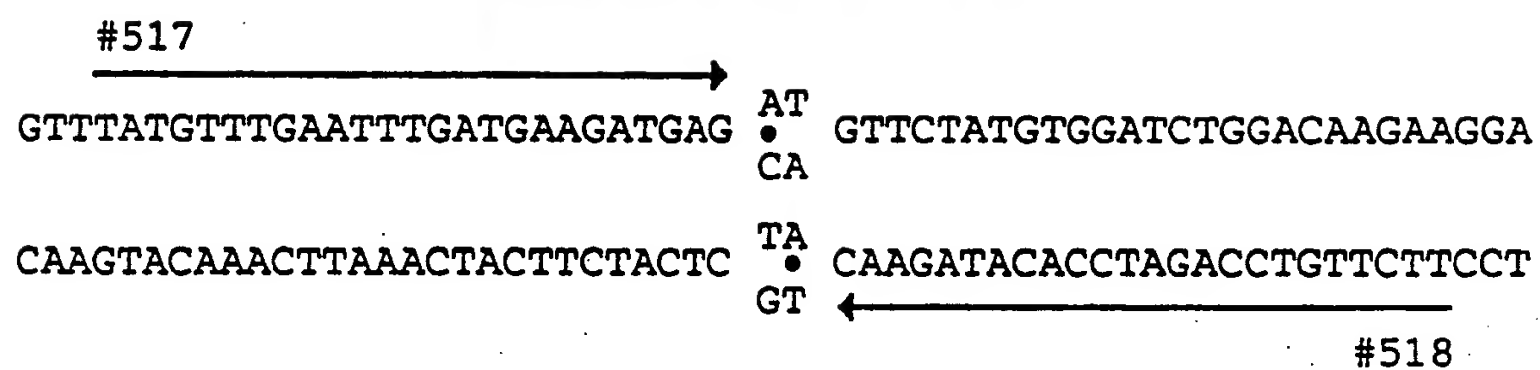 #517
AT
GTTTATGTTTGAATTTGATGAAGATGAG • GTTCTATGTGGATCTGGACAAGAAGGA
CA
TA
CAAGTACAAACTTAAACTACTTCTACTC • CAAGATACACCTAGACCTGTTCTTCCT
GT
#518